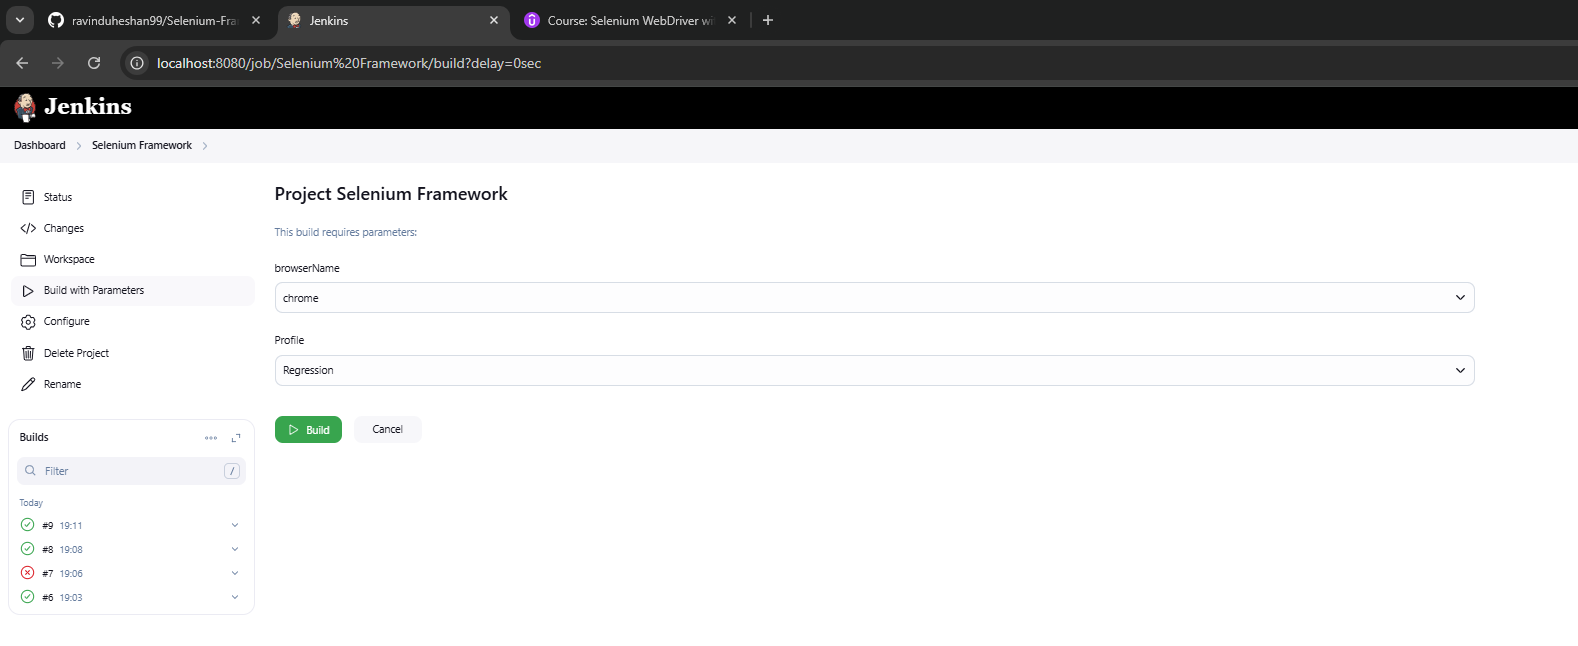 ravinduheshan99/Selenium-Fra
Jenkins
Course: Selenium WebDriver wi
localhost:8080/job/Selenium%20Framework/build?delay=0sec
Jenkins
Dashboard
Selenium Framework
Status
Changes
Workspace
Build with Parameters
Configure
Delete Project
Rename
Builds
Filter
/
Today
#9 19:11
#8 19:08
#7 19:06
#6 19:03
Project Selenium Framework
This build requires parameters:
browserName
chrome
Profile
Regression
Build
Cancel